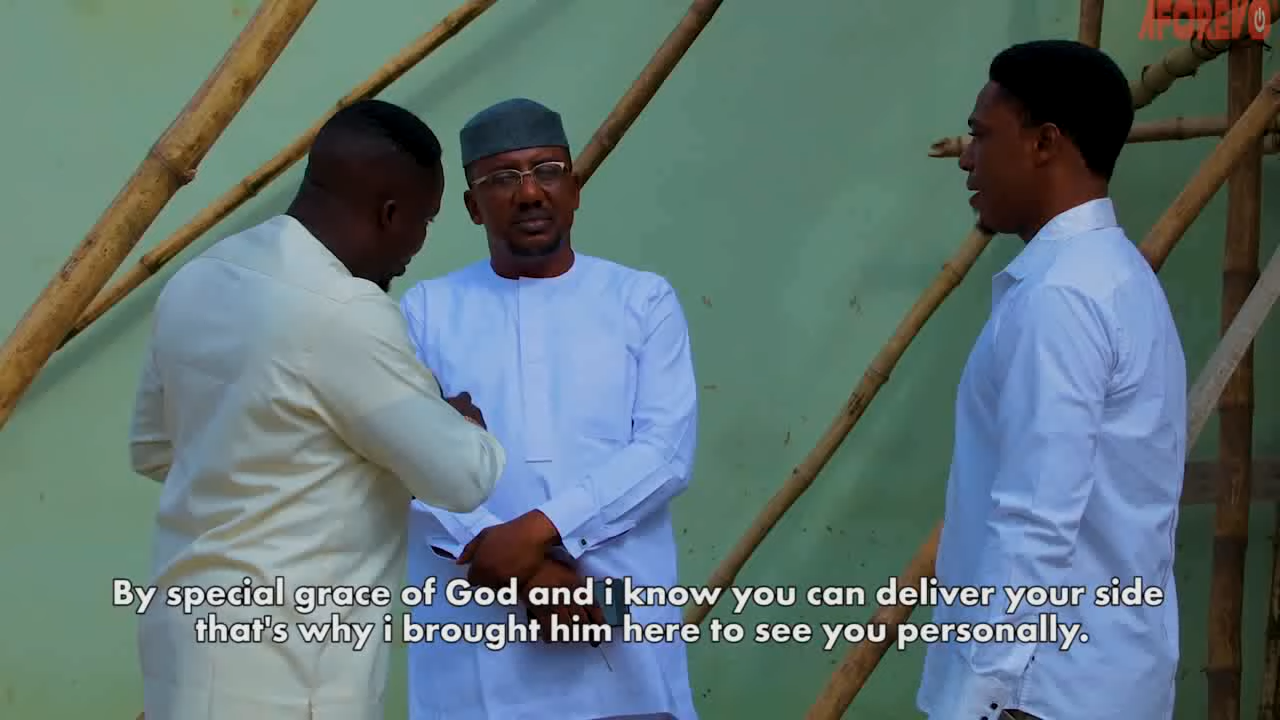 AFOREVO
By special grace of God and i know you can deliver your side
that's why i brought him here to see you personally.